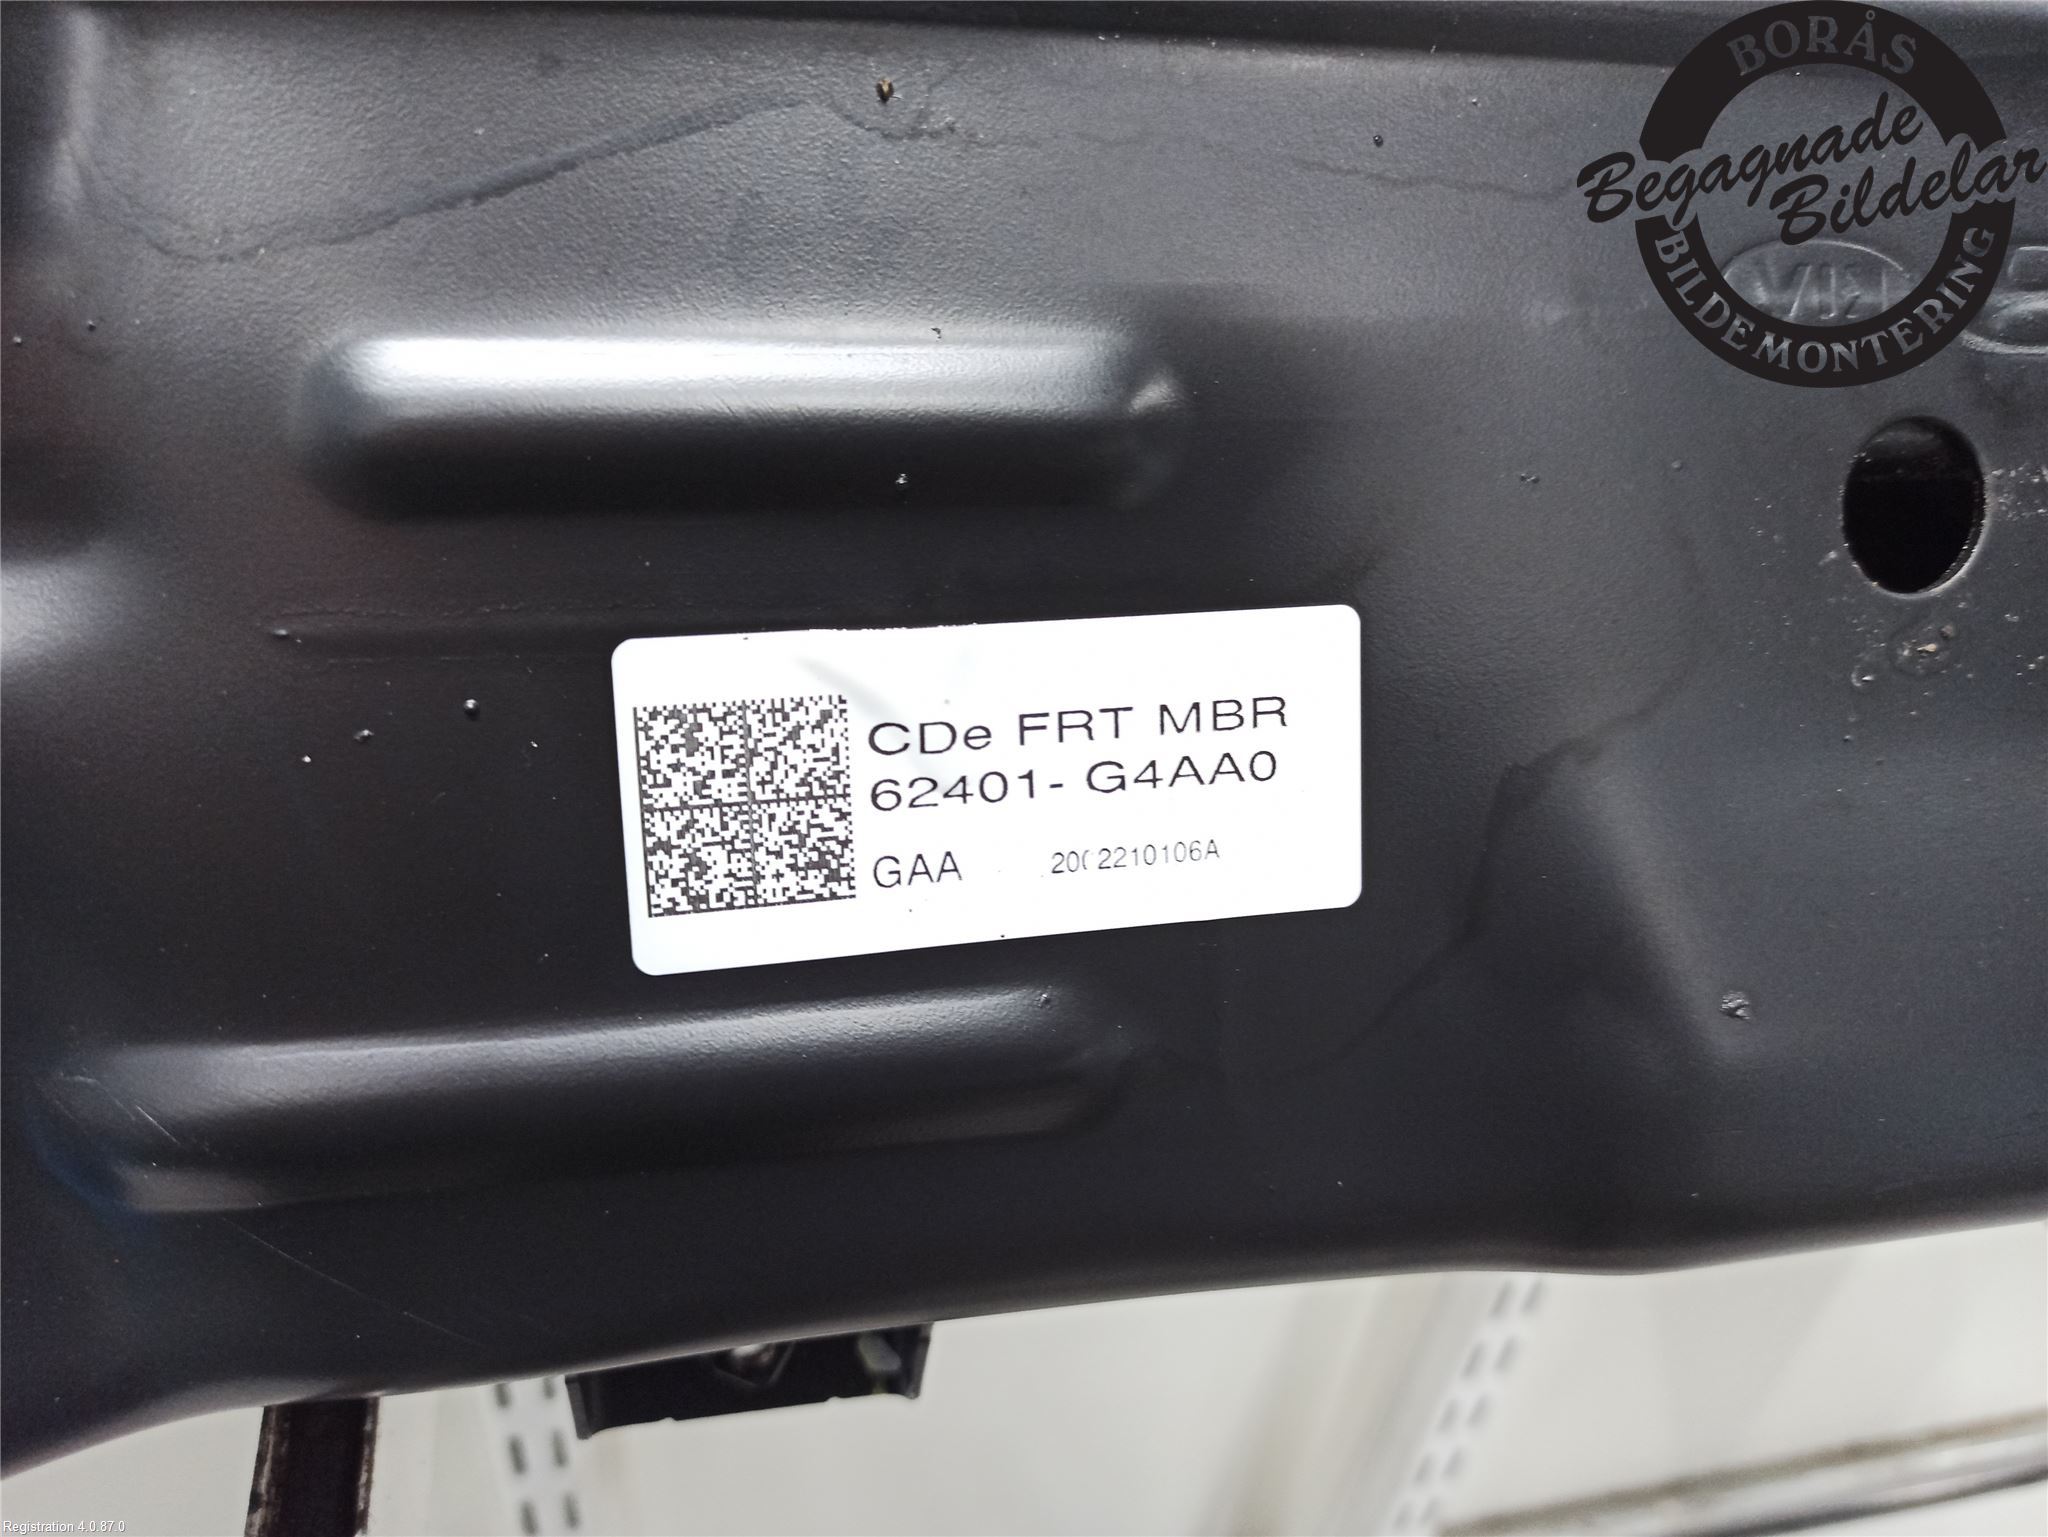 BORÅS
Begagnade
Bildelar
BILDEMONTERING
CDe FRT MBR
62401- G4AA0
GAA
Registration 4.0.87.0